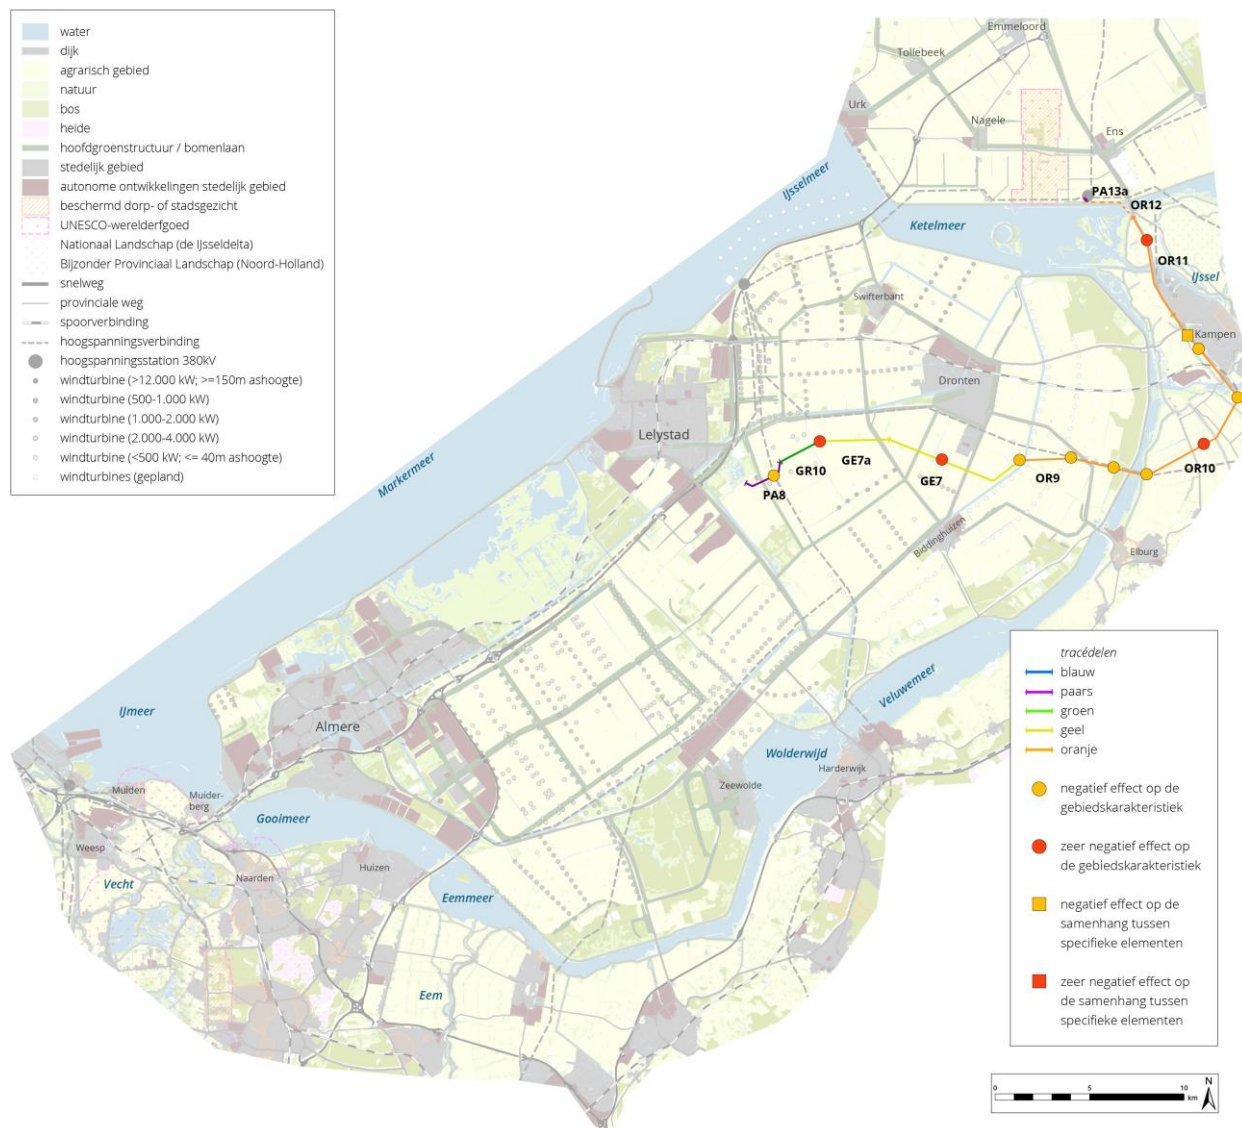 water
dijk
agrarisch gebied
natuur
bos
heide
hoofdgroenstructuur / bomenlaan
stedelijk gebied
autonome ontwikkelingen stedelijk gebied
beschermd dorp- of stadsgezicht
UNESCO-werelderfgoed
Nationaal Landschap (de IJsseldelta)
Bijzonder Provinciaal Landschap (Noord-Holland)
snelweg
provinciale weg
spoorverbinding
hoogspanningsverbinding
hoogspanningsstation 380kV
windturbine (>12.000 kW; >=150m ashoogte)
windturbine (500-1.000 kW)
windturbine (1.000-2.000 kW)
windturbine (2.000-4.000 kW)
windturbine (<500 kW; <= 40m ashoogte)
windturbines (gepland)
Emmeloord
Tollebeek
Urk
Nagele
Ens
IJsselmeer
PA13a
OR12
Ketelmeer
OR11
IJssel
Swifterbant
Kampen
Dronten
Lelystad
Markermeer
GR10
GE7a
PA8
GE7
OR9
OR10
Biddinghuizen
Elburg
Veluwemeer
IJmeer
Almere
Wolderwijd
Harderwijk
Zeewolde
Muiden
Muider-
berg
Gooimeer
Weesp
Naarden
Huizen
Vecht
Eemmeer
Eem
tracédelen
blauw
paars
groen
geel
oranje
negatief effect op de
gebiedskarakteristiek
zeer negatief effect op
de gebiedskarakteristiek
negatief effect op de
samenhang tussen
specifieke elementen
zeer negatief effect op
de samenhang tussen
specifieke elementen
0 5 10
km
N